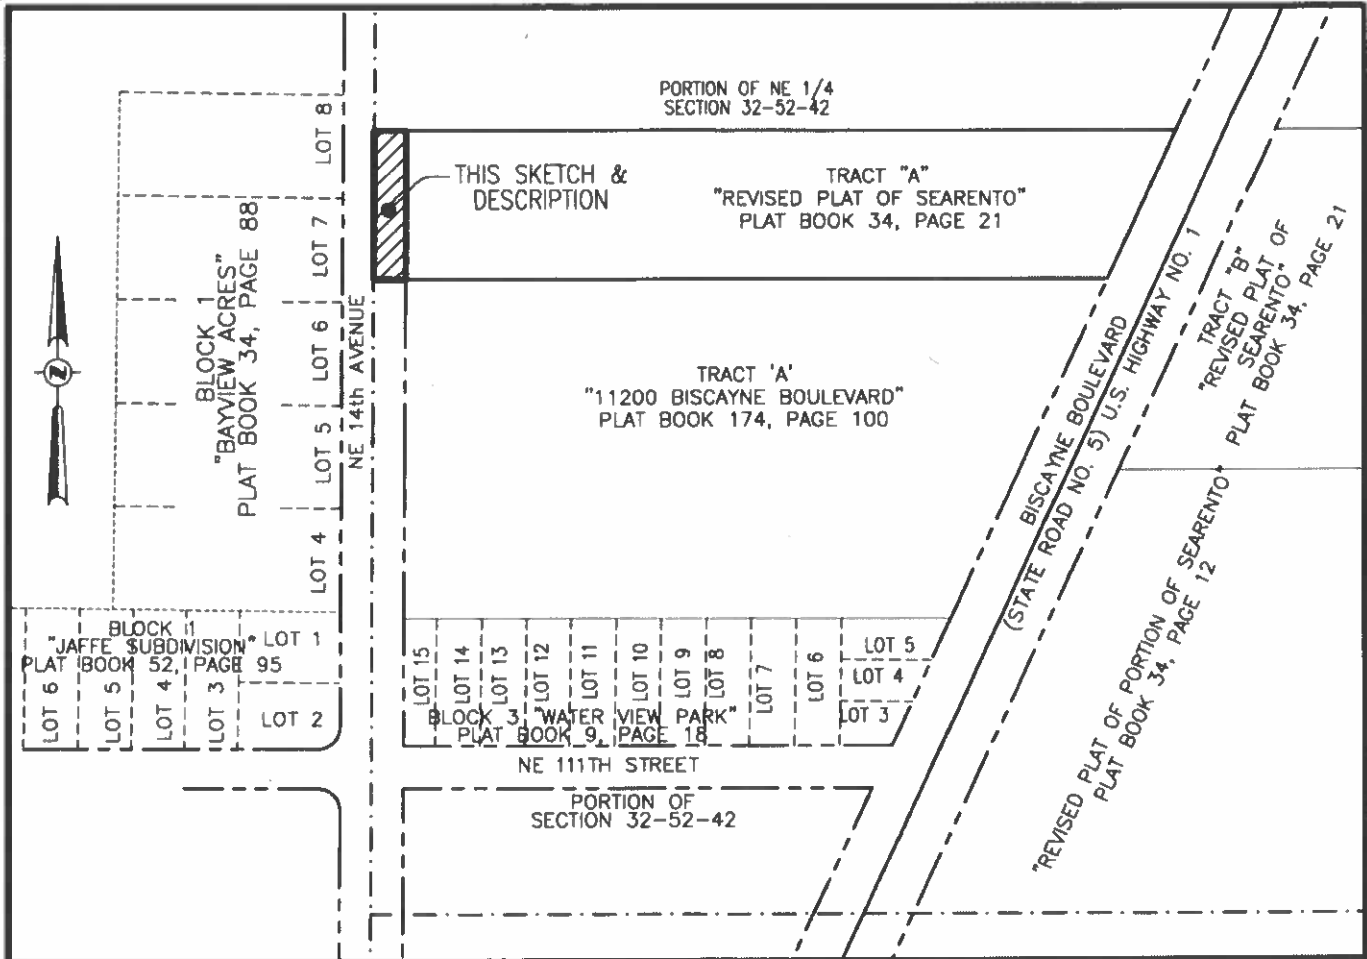 PORTION OF NE 1/4
SECTION 32-52-42
THIS SKETCH &
DESCRIPTION
TRACT "A"
"REVISED PLAT OF SEARENTO"
PLAT BOOK 34, PAGE 21
LOT 8
LOT 7
LOT 6
LOT 5
LOT 4
BLOCK 1
"BAYVIEW ACRES"
PLAT BOOK 34, PAGE 88
NE 14th AVENUE
N
TRACT 'A'
"11200 BISCAYNE BOULEVARD"
PLAT BOOK 174, PAGE 100
BISCAYNE BOULEVARD
(STATE ROAD NO. 5) U.S. HIGHWAY NO. 1
TRACT "B"
"REVISED PLAT OF
SEARENTO"
PLAT BOOK 34, PAGE 21
"REVISED PLAT OF PORTION OF SEARENTO"
PLAT BOOK 34, PAGE 12
BLOCK 1
"JAFFE SUBDIVISION"
PLAT BOOK 52, PAGE 95
LOT 1
LOT 2
LOT 6
LOT 5
LOT 4
LOT 3
LOT 15
LOT 14
LOT 13
LOT 12
LOT 11
LOT 10
LOT 9
LOT 8
LOT 7
LOT 6
LOT 5
LOT 4
LOT 3
BLOCK 3 "WATER VIEW PARK"
PLAT BOOK 9, PAGE 18
NE 111TH STREET
PORTION OF
SECTION 32-52-42